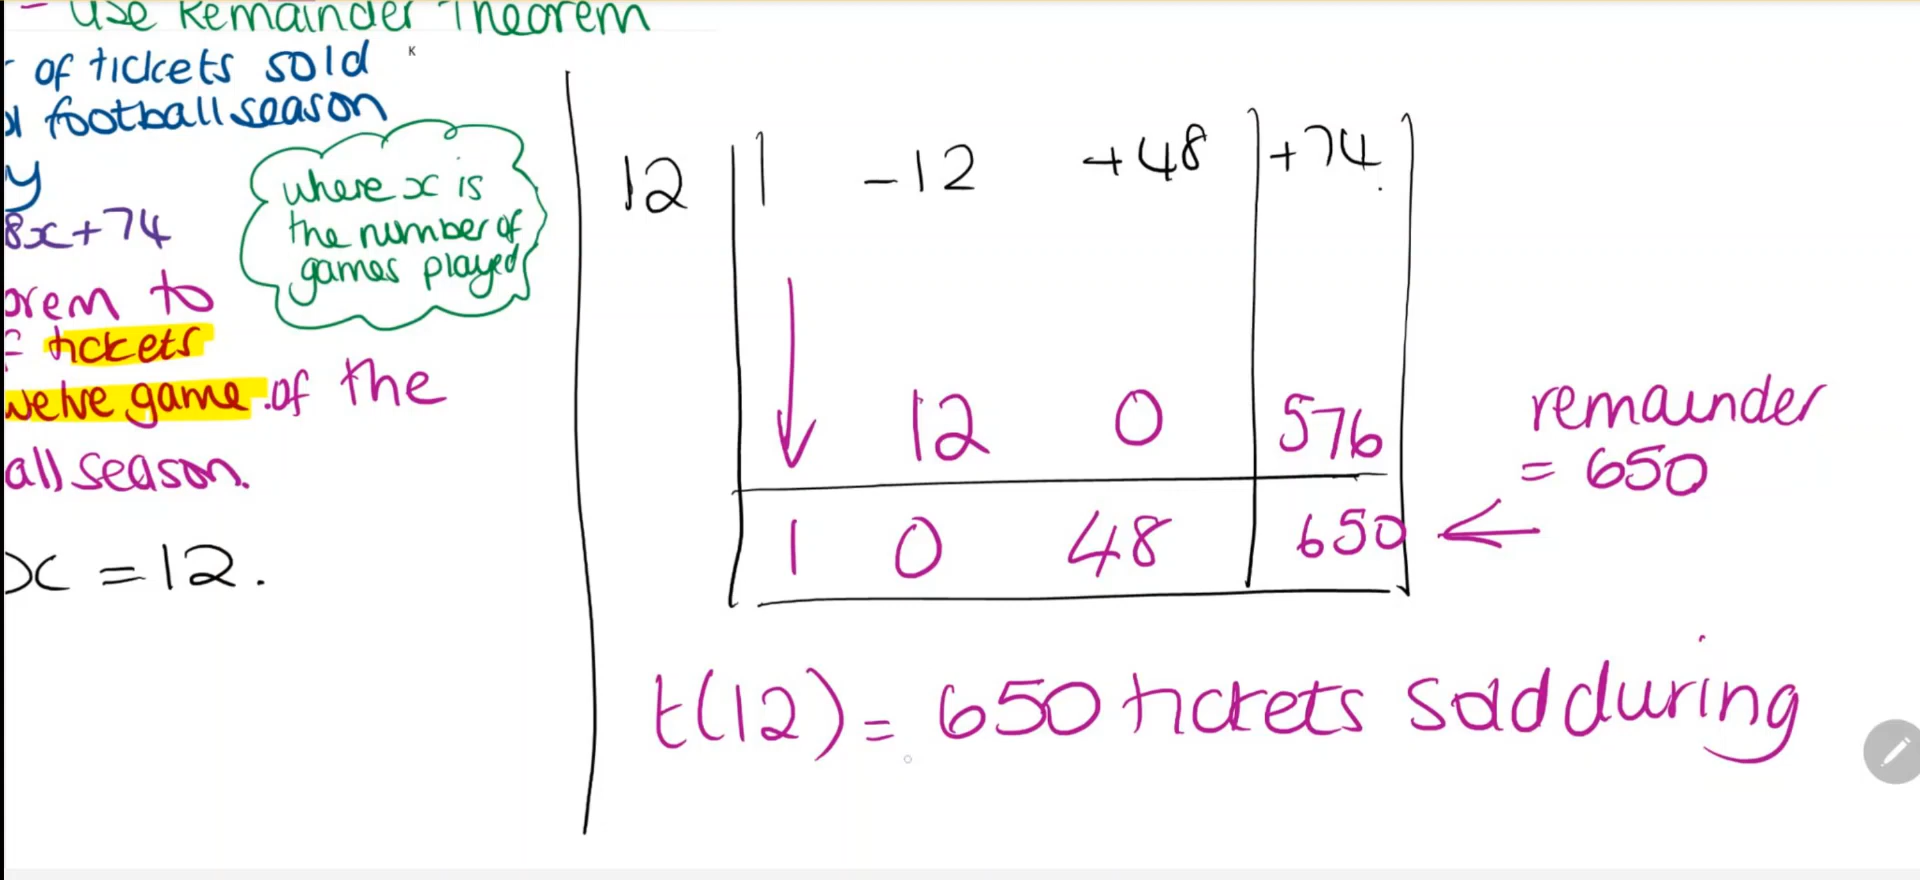 - Use Remainder Theorem
of tickets sold
football season
y
8x+74
where x is
the number of
games played
orem to
tickets
welve game of the
all season.
x = 12.
12 | 1 -12 +48 +74
12 0 576
1 0 48 650
remainder
= 650
t(12) = 650 tickets sold during